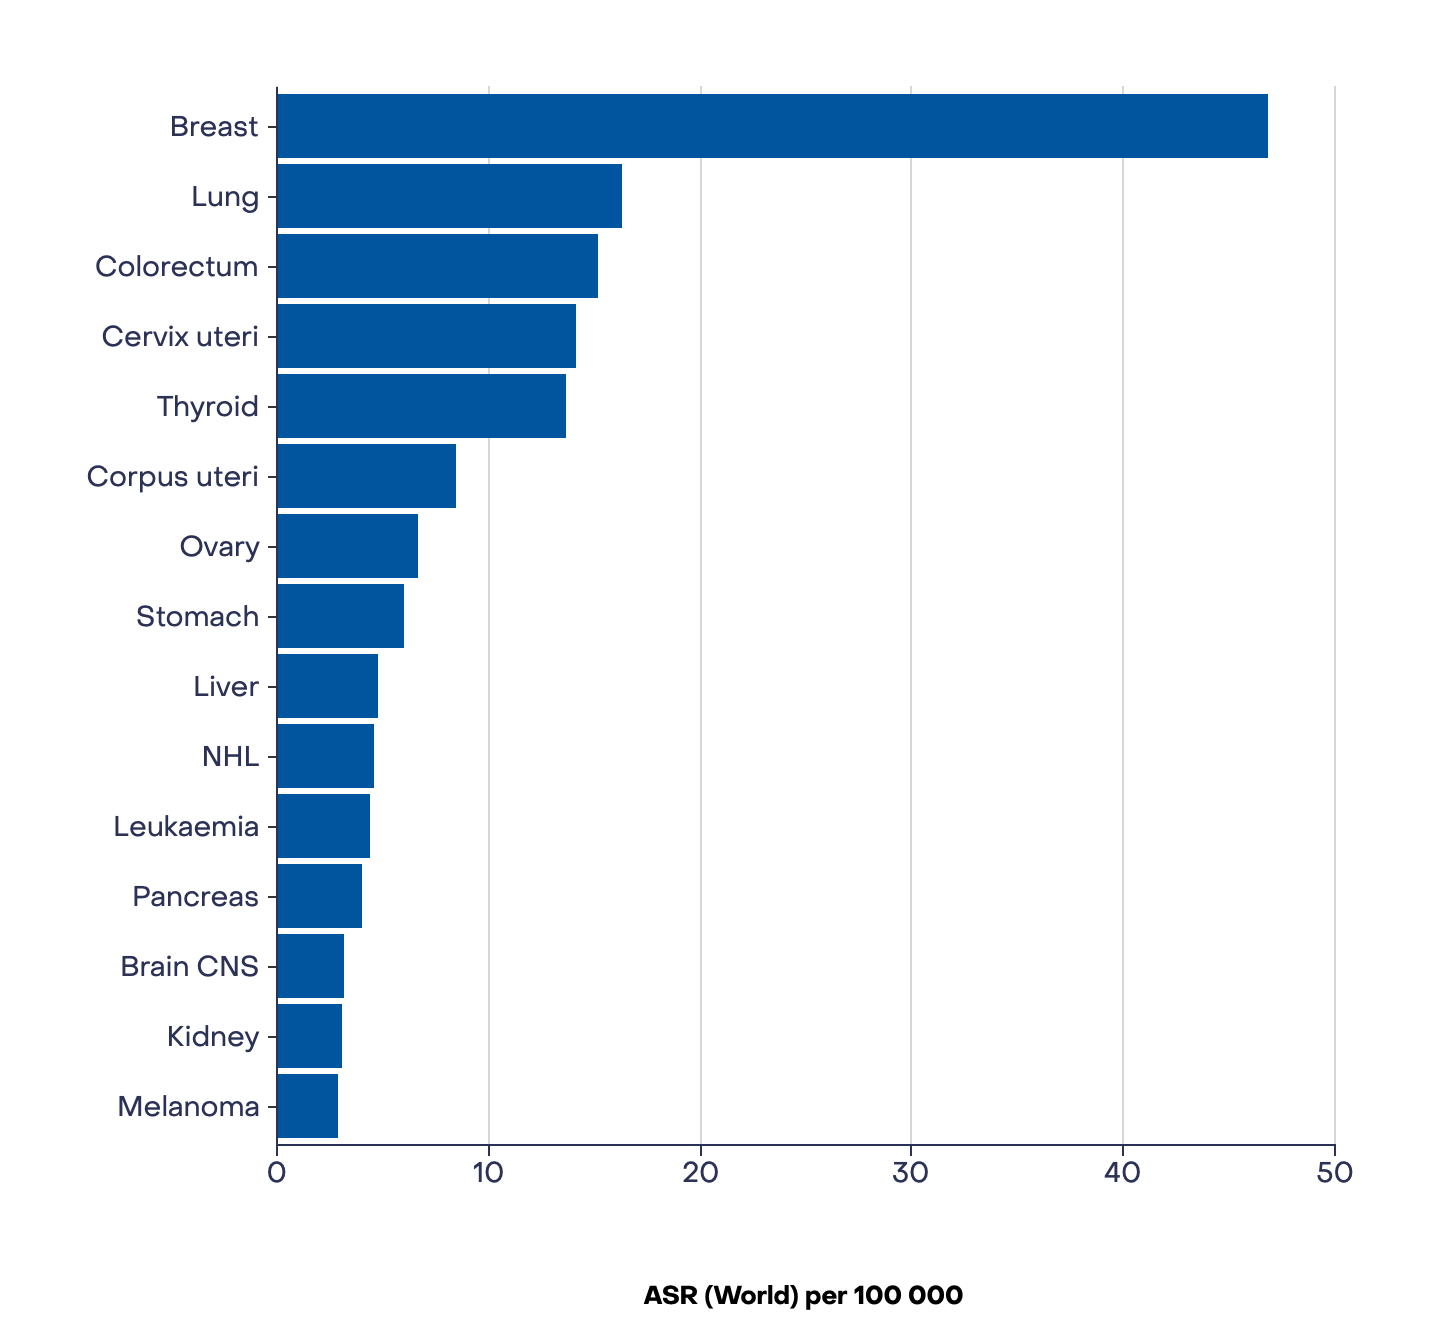 Breast
Lung
Colorectum
Cervix uteri
Thyroid
Corpus uteri
Ovary
Stomach
Liver
NHL
Leukaemia
Pancreas
Brain CNS
Kidney
Melanoma
0 10 20 30 40 50
ASR (World) per 100 000